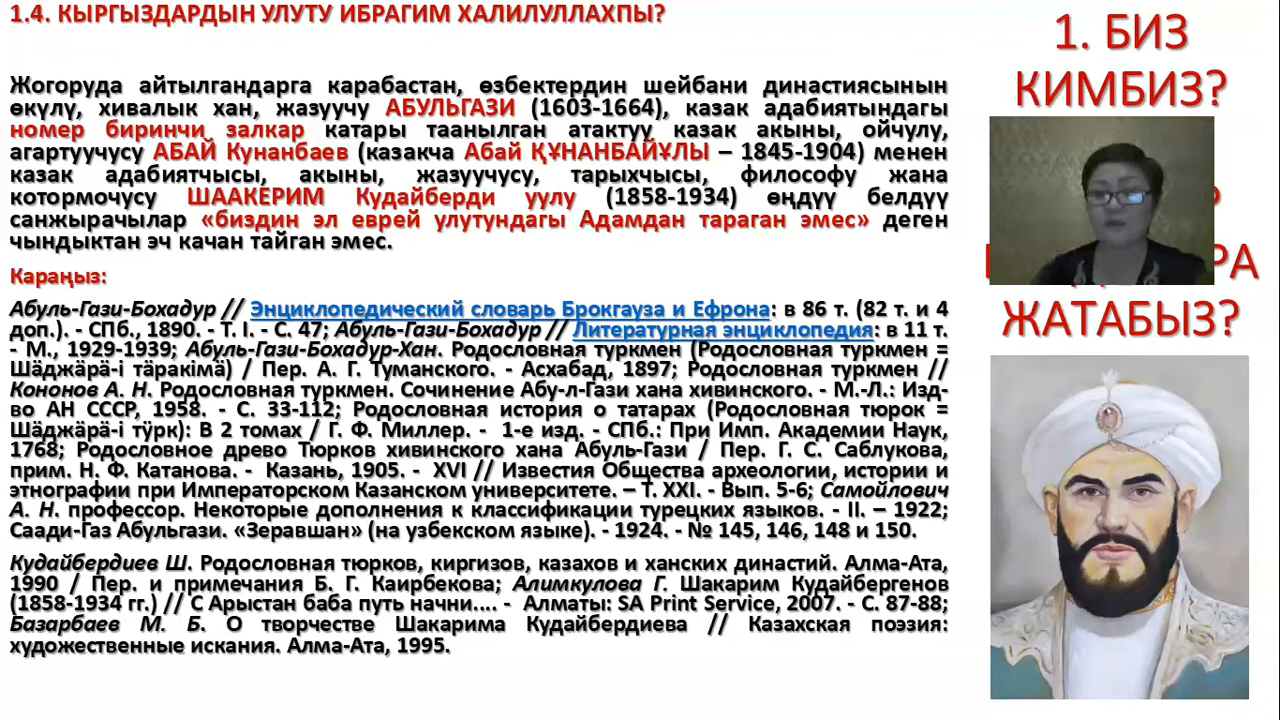 1.4. КЫРГЫЗДАРДЫН УЛУТУ ИБРАГИМ ХАЛИЛУЛЛАХПЫ?
Жогоруда айтылгандарга карабастан, өзбектердин шейбани династиясынын
өкүлү, хивалык хан, жазуучу АБУЛЬГАЗИ (1603-1664), казак адабиятындагы
номер биринчи залкар катары таанылган атактуу казак акыны, ойчулу,
агартуучусу АБАЙ Кунанбаев (казакча Абай ҚҰНАНБАЙҰЛЫ – 1845-1904) менен
казак адабиятчысы, акыны, жазуучусу, тарыхчысы, философу жана
котормочусу ШААКЕРИМ Кудайберди уулу (1858-1934) өңдүү белдүү
санжырачылар «биздин эл еврей улутундагы Адамдан тараган эмес» деген
чындыктан эч качан тайган эмес.
Караңыз:
Абуль-Гази-Бохадур // Энциклопедический словарь Брокгауза и Ефрона: в 86 т. (82 т. и 4
доп.). - СПб., 1890. - Т. I. - С. 47; Абуль-Гази-Бохадур // Литературная энциклопедия: в 11 т.
- М., 1929-1939; Абуль-Гази-Бохадур-Хан. Родословная туркмен (Родословная туркмен =
Шäджäрä-i тäракiмä) / Пер. А. Г. Туманского. - Асхабад, 1897; Родословная туркмен //
Кононов А. Н. Родословная туркмен. Сочинение Абу-л-Гази хана хивинского. - М.-Л.: Изд-
во АН СССР, 1958. - С. 33-112; Родословная история о татарах (Родословная тюрок =
Шäджäрä-i тÿрк): В 2 томах / Г. Ф. Миллер. - 1-е изд. - СПб.: При Имп. Академии Наук,
1768; Родословное древо Тюрков хивинского хана Абуль-Гази / Пер. Г. С. Саблукова,
прим. Н. Ф. Катанова. - Казань, 1905. - XVI // Известия Общества археологии, истории и
этнографии при Императорском Казанском университете. – Т. XXI. - Вып. 5-6; Самойлович
А. Н. профессор. Некоторые дополнения к классификации турецких языков. - II. – 1922;
Саади-Газ Абульгази. «Зеравшан» (на узбекском языке). - 1924. - № 145, 146, 148 и 150.
Кудайбердиев Ш. Родословная тюрков, киргизов, казахов и ханских династий. Алма-Ата,
1990 / Пер. и примечания Б. Г. Каирбекова; Алимкулова Г. Шакарим Кудайбергенов
(1858-1934 гг.) // С Арыстан баба путь начни.... - Алматы: SA Print Service, 2007. - С. 87-88;
Базарбаев М. Б. О творчестве Шакарима Кудайбердиева // Казахская поэзия:
художественные искания. Алма-Ата, 1995.
1. БИЗ
КИМБИЗ?
ЖАТАБЫЗ?